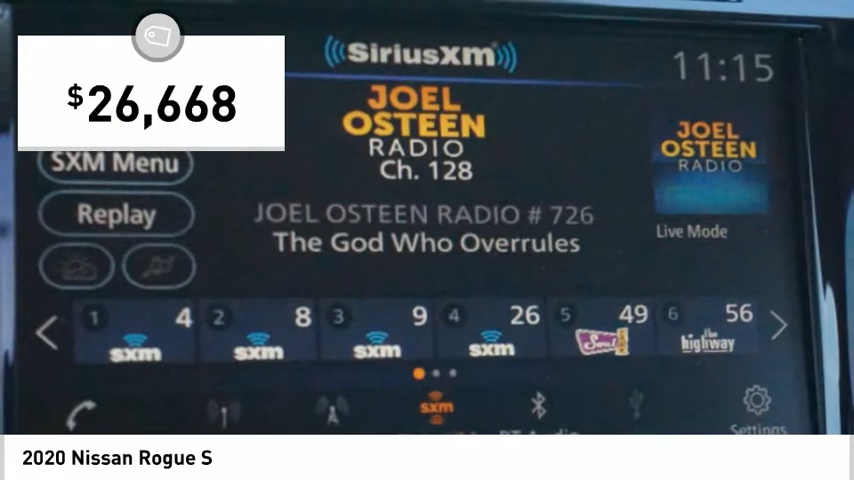 $26,668
SiriusXM
11:15
JOEL
OSTEEN
RADIO
Ch. 128
JOEL
OSTEEN
RADIO
SXM Menu
Replay
JOEL OSTEEN RADIO # 726
The God Who Overrules
Live Mode
1 4 2 8 3 9 4 26 5 49 6 56
sxm sxm sxm sxm Soul the highway
sxm
Settings
2020 Nissan Rogue S